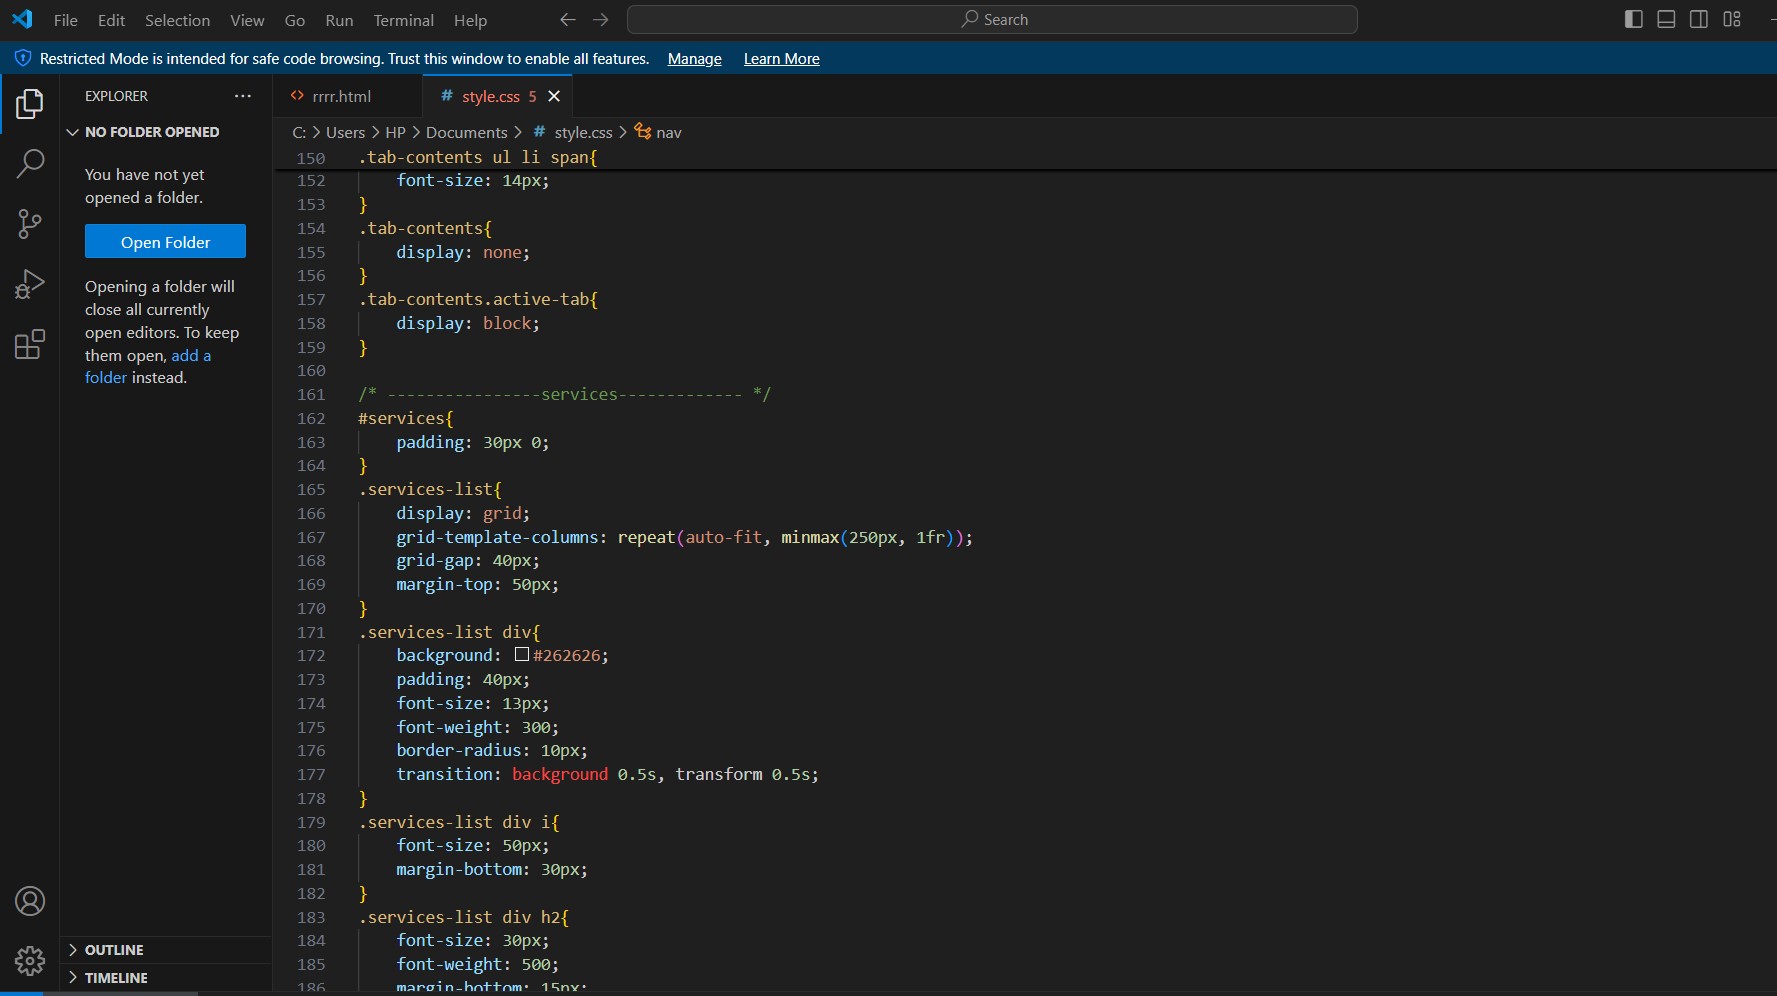 File Edit Selection View Go Run Terminal Help Search
Restricted Mode is intended for safe code browsing. Trust this window to enable all features. Manage Learn More
EXPLORER
NO FOLDER OPENED
You have not yet
opened a folder.
Open Folder
Opening a folder will
close all currently
open editors. To keep
them open, add a
folder instead.
OUTLINE
TIMELINE
rrrr.html # style.css 5
C: > Users > HP > Documents > # style.css > nav
150 .tab-contents ul li span{
152 font-size: 14px;
153 }
154 .tab-contents{
155 display: none;
156 }
157 .tab-contents.active-tab{
158 display: block;
159 }
160
161 /* ----------------services------------- */
162 #services{
163 padding: 30px 0;
164 }
165 .services-list{
166 display: grid;
167 grid-template-columns: repeat(auto-fit, minmax(250px, 1fr));
168 grid-gap: 40px;
169 margin-top: 50px;
170 }
171 .services-list div{
172 background: #262626;
173 padding: 40px;
174 font-size: 13px;
175 font-weight: 300;
176 border-radius: 10px;
177 transition: background 0.5s, transform 0.5s;
178 }
179 .services-list div i{
180 font-size: 50px;
181 margin-bottom: 30px;
182 }
183 .services-list div h2{
184 font-size: 30px;
185 font-weight: 500;
186 margin-bottom: 15px;